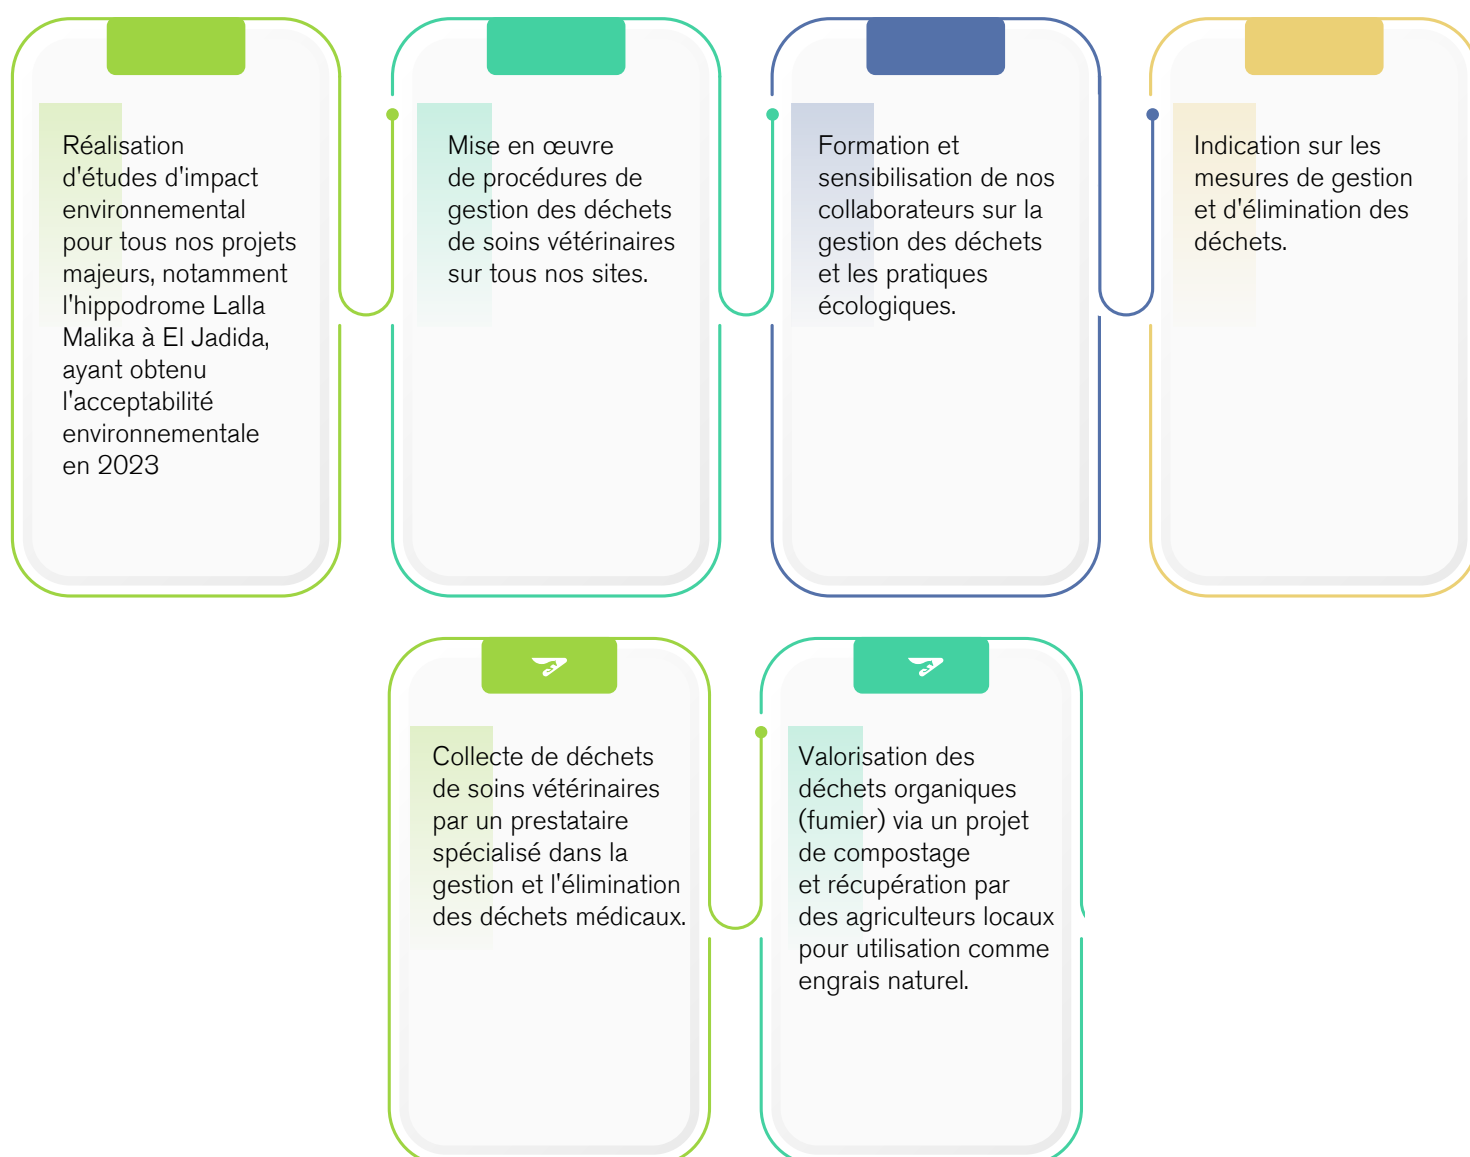 Réalisation
d'études d'impact
environnemental
pour tous nos projets
majeurs, notamment
l'hippodrome Lalla
Malika à El Jadida,
ayant obtenu
l'acceptabilité
environnementale
en 2023
Mise en œuvre
de procédures de
gestion des déchets
de soins vétérinaires
sur tous nos sites.
Formation et
sensibilisation de nos
collaborateurs sur la
gestion des déchets
et les pratiques
écologiques.
Indication sur les
mesures de gestion
et d'élimination des
déchets.
Collecte de déchets
de soins vétérinaires
par un prestataire
spécialisé dans la
gestion et l'élimination
des déchets médicaux.
Valorisation des
déchets organiques
(fumier) via un projet
de compostage
et récupération par
des agriculteurs locaux
pour utilisation comme
engrais naturel.